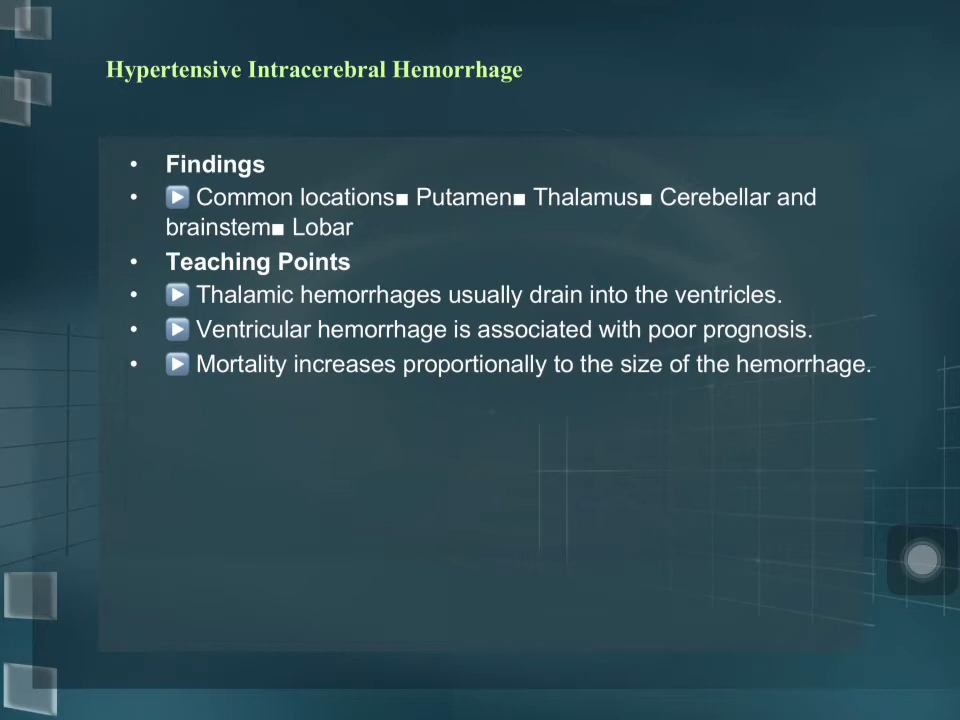 Hypertensive Intracerebral Hemorrhage
• Findings
• ▶ Common locations■ Putamen■ Thalamus■ Cerebellar and
brainstem■ Lobar
• Teaching Points
• ▶ Thalamic hemorrhages usually drain into the ventricles.
• ▶ Ventricular hemorrhage is associated with poor prognosis.
• ▶ Mortality increases proportionally to the size of the hemorrhage.